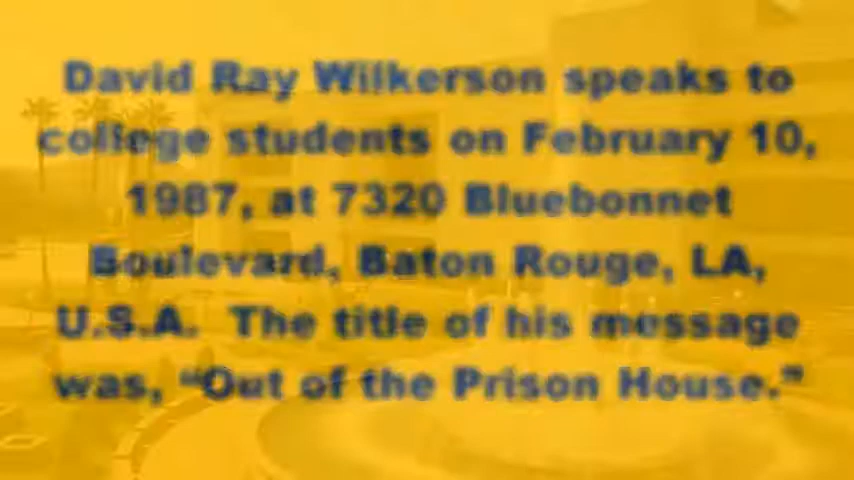 David Ray Wilkerson speaks to
college students on February 10,
1987, at 7320 Bluebonnet
Boulevard, Baton Rouge, LA,
U.S.A. The title of his message
was, “Out of the Prison House.”